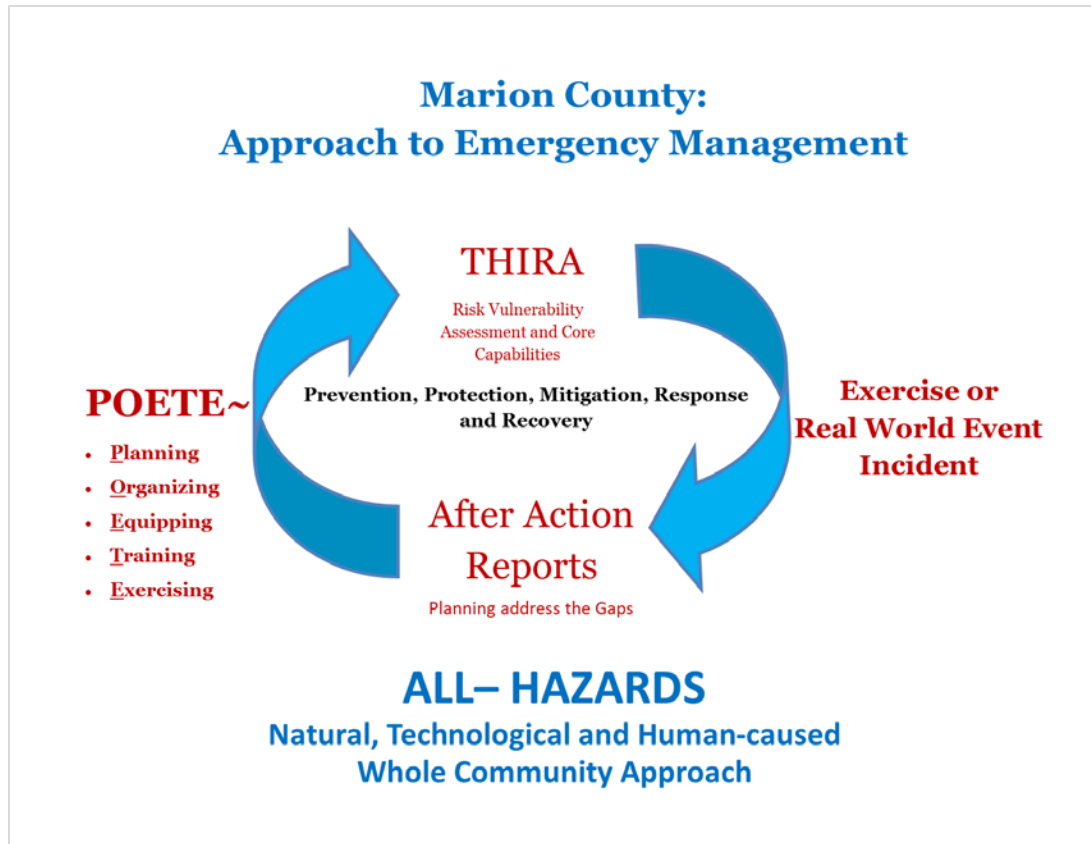 Marion County:
Approach to Emergency Management
THIRA
Risk Vulnerability
Assessment and Core
Capabilities
Prevention, Protection, Mitigation, Response
and Recovery
POETE~
• Planning
• Organizing
• Equipping
• Training
• Exercising
Exercise or
Real World Event
Incident
After Action
Reports
Planning address the Gaps
ALL– HAZARDS
Natural, Technological and Human-caused
Whole Community Approach